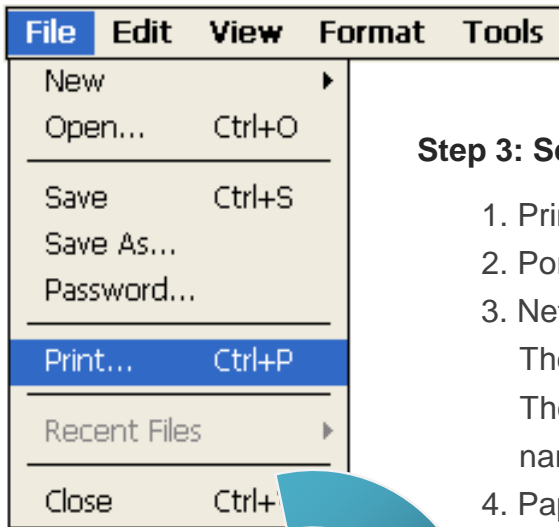 File Edit View Format Tools
New
Open... Ctrl+O
Save Ctrl+S
Save As...
Password...
Print... Ctrl+P
Recent Files
Close Ctrl+
Step 3:
1.
2.
3.
4.